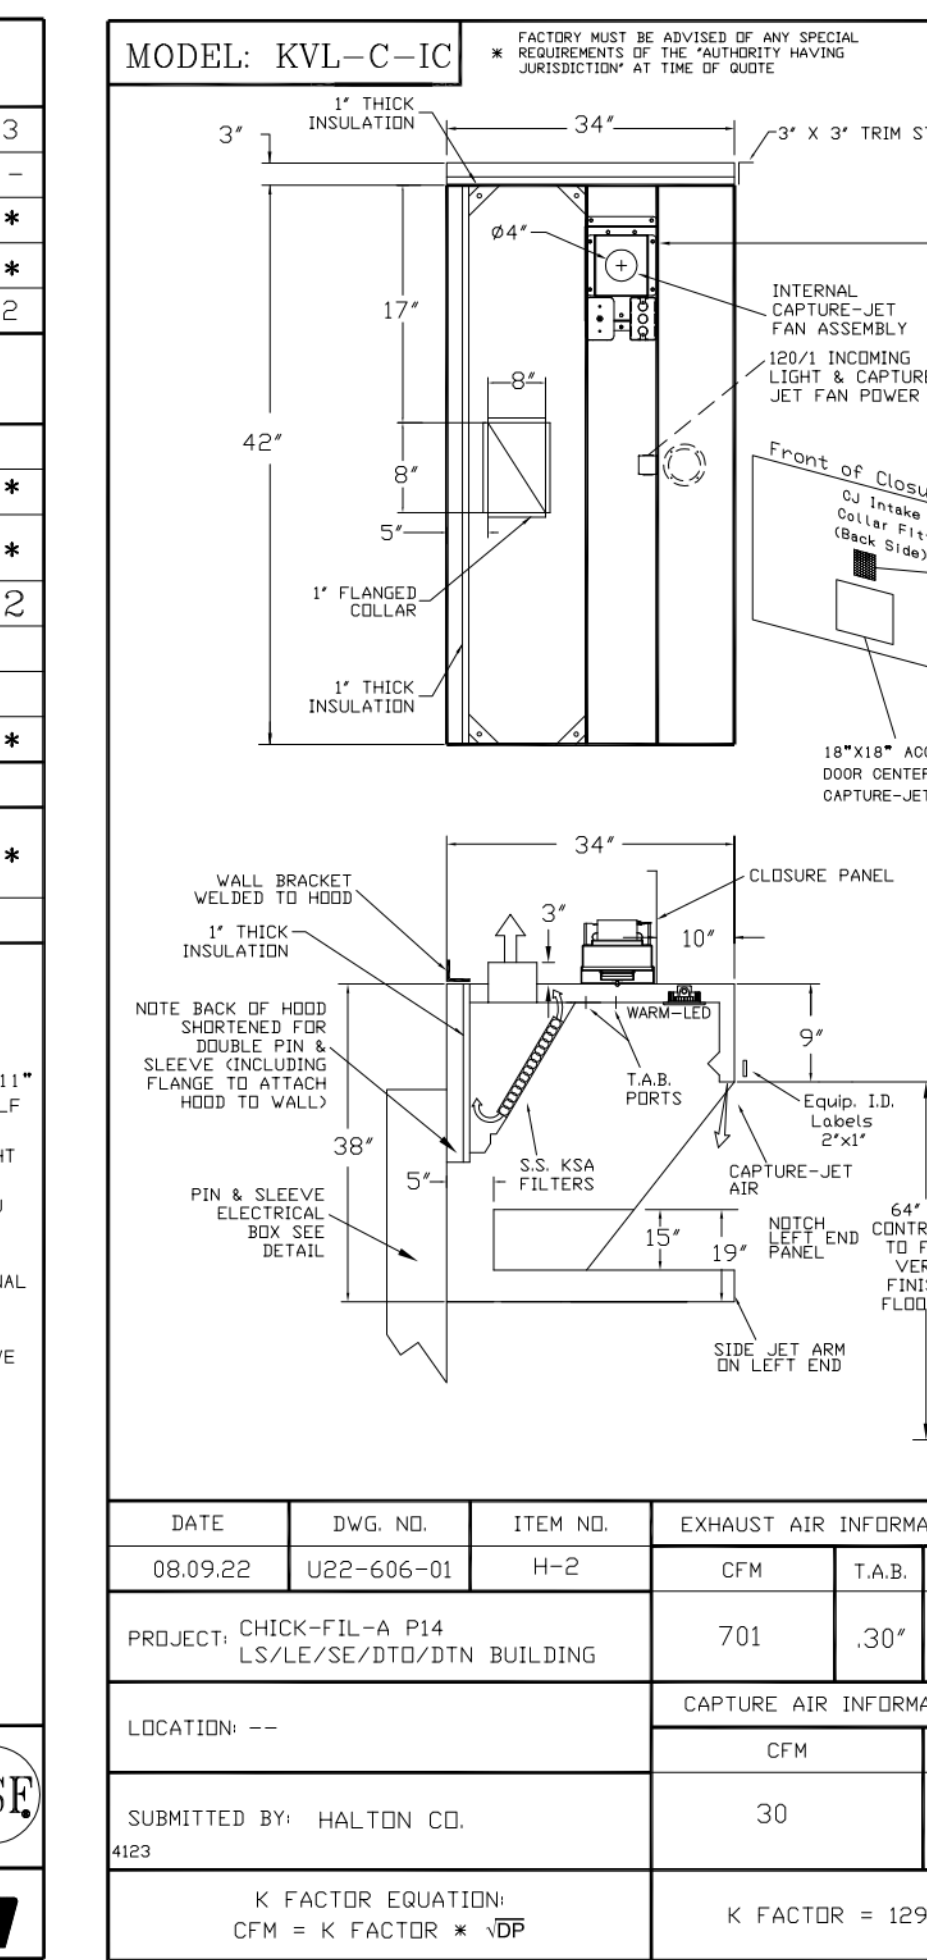 3
-
*
*
2
*
*
2
*
*
11"
LF
HT
NAL
VE
MODEL: KVL-C-IC
* FACTORY MUST BE ADVISED OF ANY SPECIAL
REQUIREMENTS OF THE "AUTHORITY HAVING
JURISDICTION" AT TIME OF QUOTE
1" THICK
INSULATION
34"
3"
3" X 3" TRIM
ø4"
17"
INTERNAL
CAPTURE-JET
FAN ASSEMBLY
120/1 INCOMING
LIGHT & CAPTURE
JET FAN POWER
8"
42"
8"
5"
Front of
CJ Intake
Collar
(Back Side)
1" FLANGED
COLLAR
1" THICK
INSULATION
18"X18"
DOOR
CAPTURE-JET
34"
WALL BRACKET
WELDED TO HOOD
CLOSURE PANEL
3"
1" THICK
INSULATION
10"
NOTE BACK OF HOOD
SHORTENED FOR
DOUBLE PIN &
SLEEVE (INCLUDING
FLANGE TO ATTACH
HOOD TO WALL)
WARM-LED
9"
T.A.B.
PORTS
Equip. I.D.
Labels
2"x1"
38"
5"
S.S. KSA
FILTERS
CAPTURE-JET
AIR
PIN & SLEEVE
ELECTRICAL
BOX SEE
DETAIL
15"
19"
NOTCH
LEFT END
PANEL
64"
TO
SIDE JET ARM
ON LEFT END
DATE DWG. NO. ITEM NO. EXHAUST AIR
08.09.22 U22-606-01 H-2 CFM T.A.B.
PROJECT: CHICK-FIL-A P14
LS/LE/SE/DTO/DTN BUILDING
701 .30"
CAPTURE AIR
LOCATION: --
CFM
SUBMITTED BY: HALTON CO.
30
4123
K FACTOR EQUATION:
CFM = K FACTOR * √DP
K FACTOR = 129